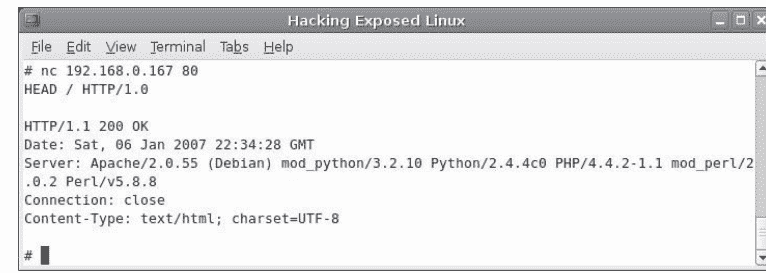 Hacking Exposed Linux
File Edit View Terminal Tabs Help
# nc 192.168.0.167 80
HEAD / HTTP/1.0
HTTP/1.1 200 OK
Date: Sat, 06 Jan 2007 22:34:28 GMT
Server: Apache/2.0.55 (Debian) mod_python/3.2.10 Python/2.4.4c0 PHP/4.4.2-1.1 mod_perl/2
.0.2 Perl/v5.8.8
Connection: close
Content-Type: text/html; charset=UTF-8
#